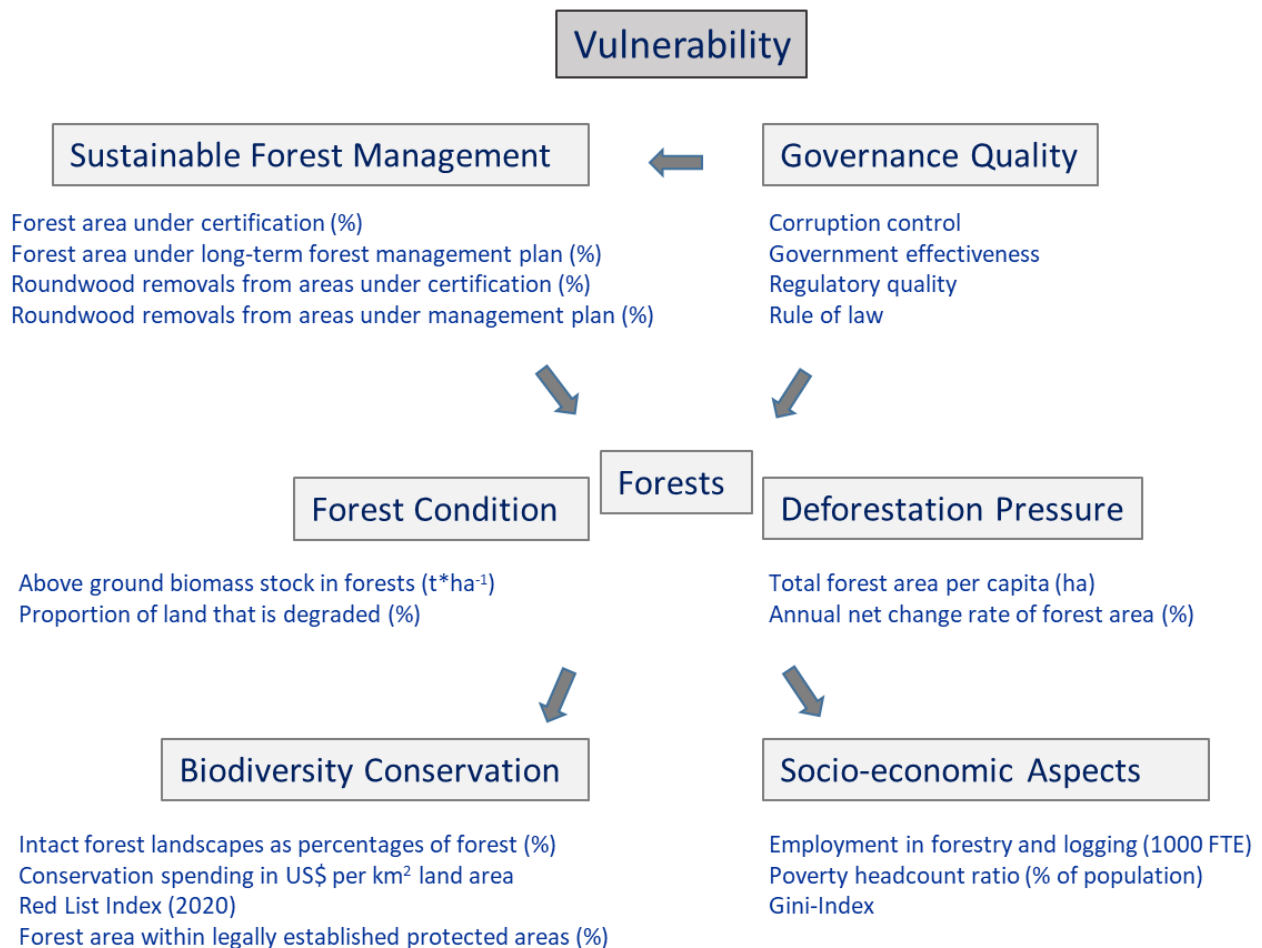 Vulnerability
Sustainable Forest Management
Governance Quality
Forest area under certification (%)
Forest area under long-term forest management plan (%)
Roundwood removals from areas under certification (%)
Roundwood removals from areas under management plan (%)
Corruption control
Government effectiveness
Regulatory quality
Rule of law
Forests
Forest Condition
Deforestation Pressure
Above ground biomass stock in forests (t*ha⁻¹)
Proportion of land that is degraded (%)
Total forest area per capita (ha)
Annual net change rate of forest area (%)
Biodiversity Conservation
Socio-economic Aspects
Intact forest landscapes as percentages of forest (%)
Conservation spending in US$ per km² land area
Red List Index (2020)
Forest area within legally established protected areas (%)
Employment in forestry and logging (1000 FTE)
Poverty headcount ratio (% of population)
Gini-Index